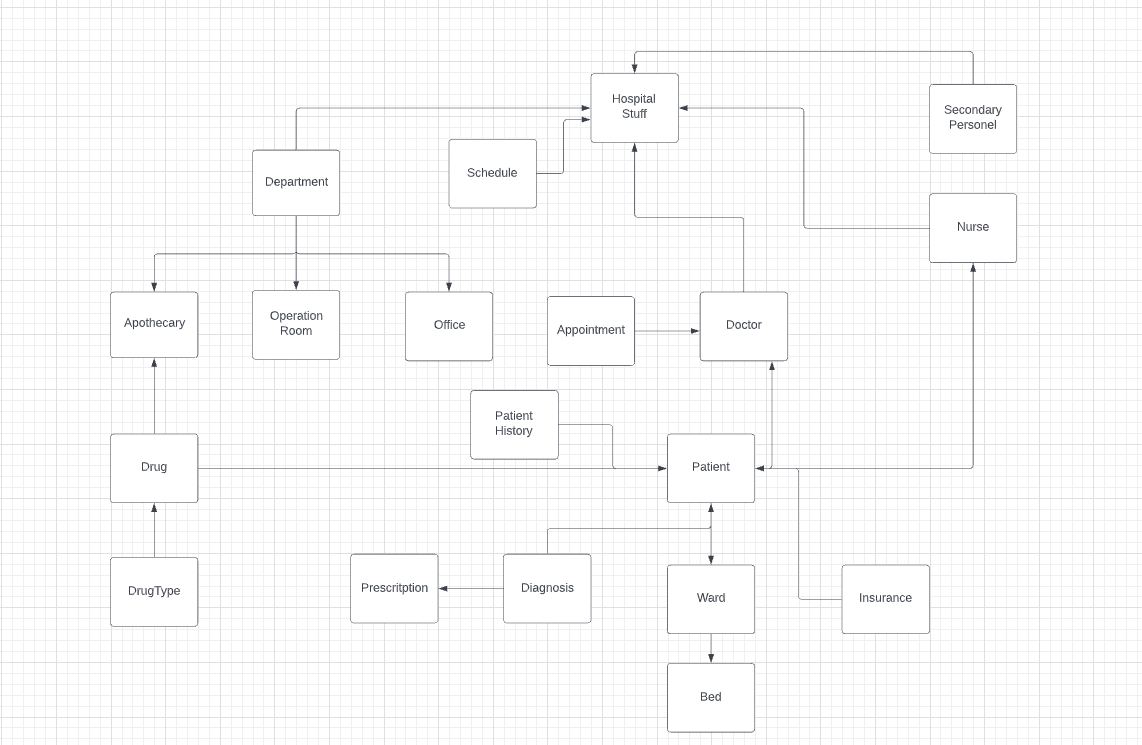 Hospital
Stuff
Secondary
Personel
Schedule
Department
Nurse
Apothecary
Operation
Room
Office
Appointment
Doctor
Patient
History
Drug
Patient
DrugType
Prescritption
Diagnosis
Ward
Insurance
Bed